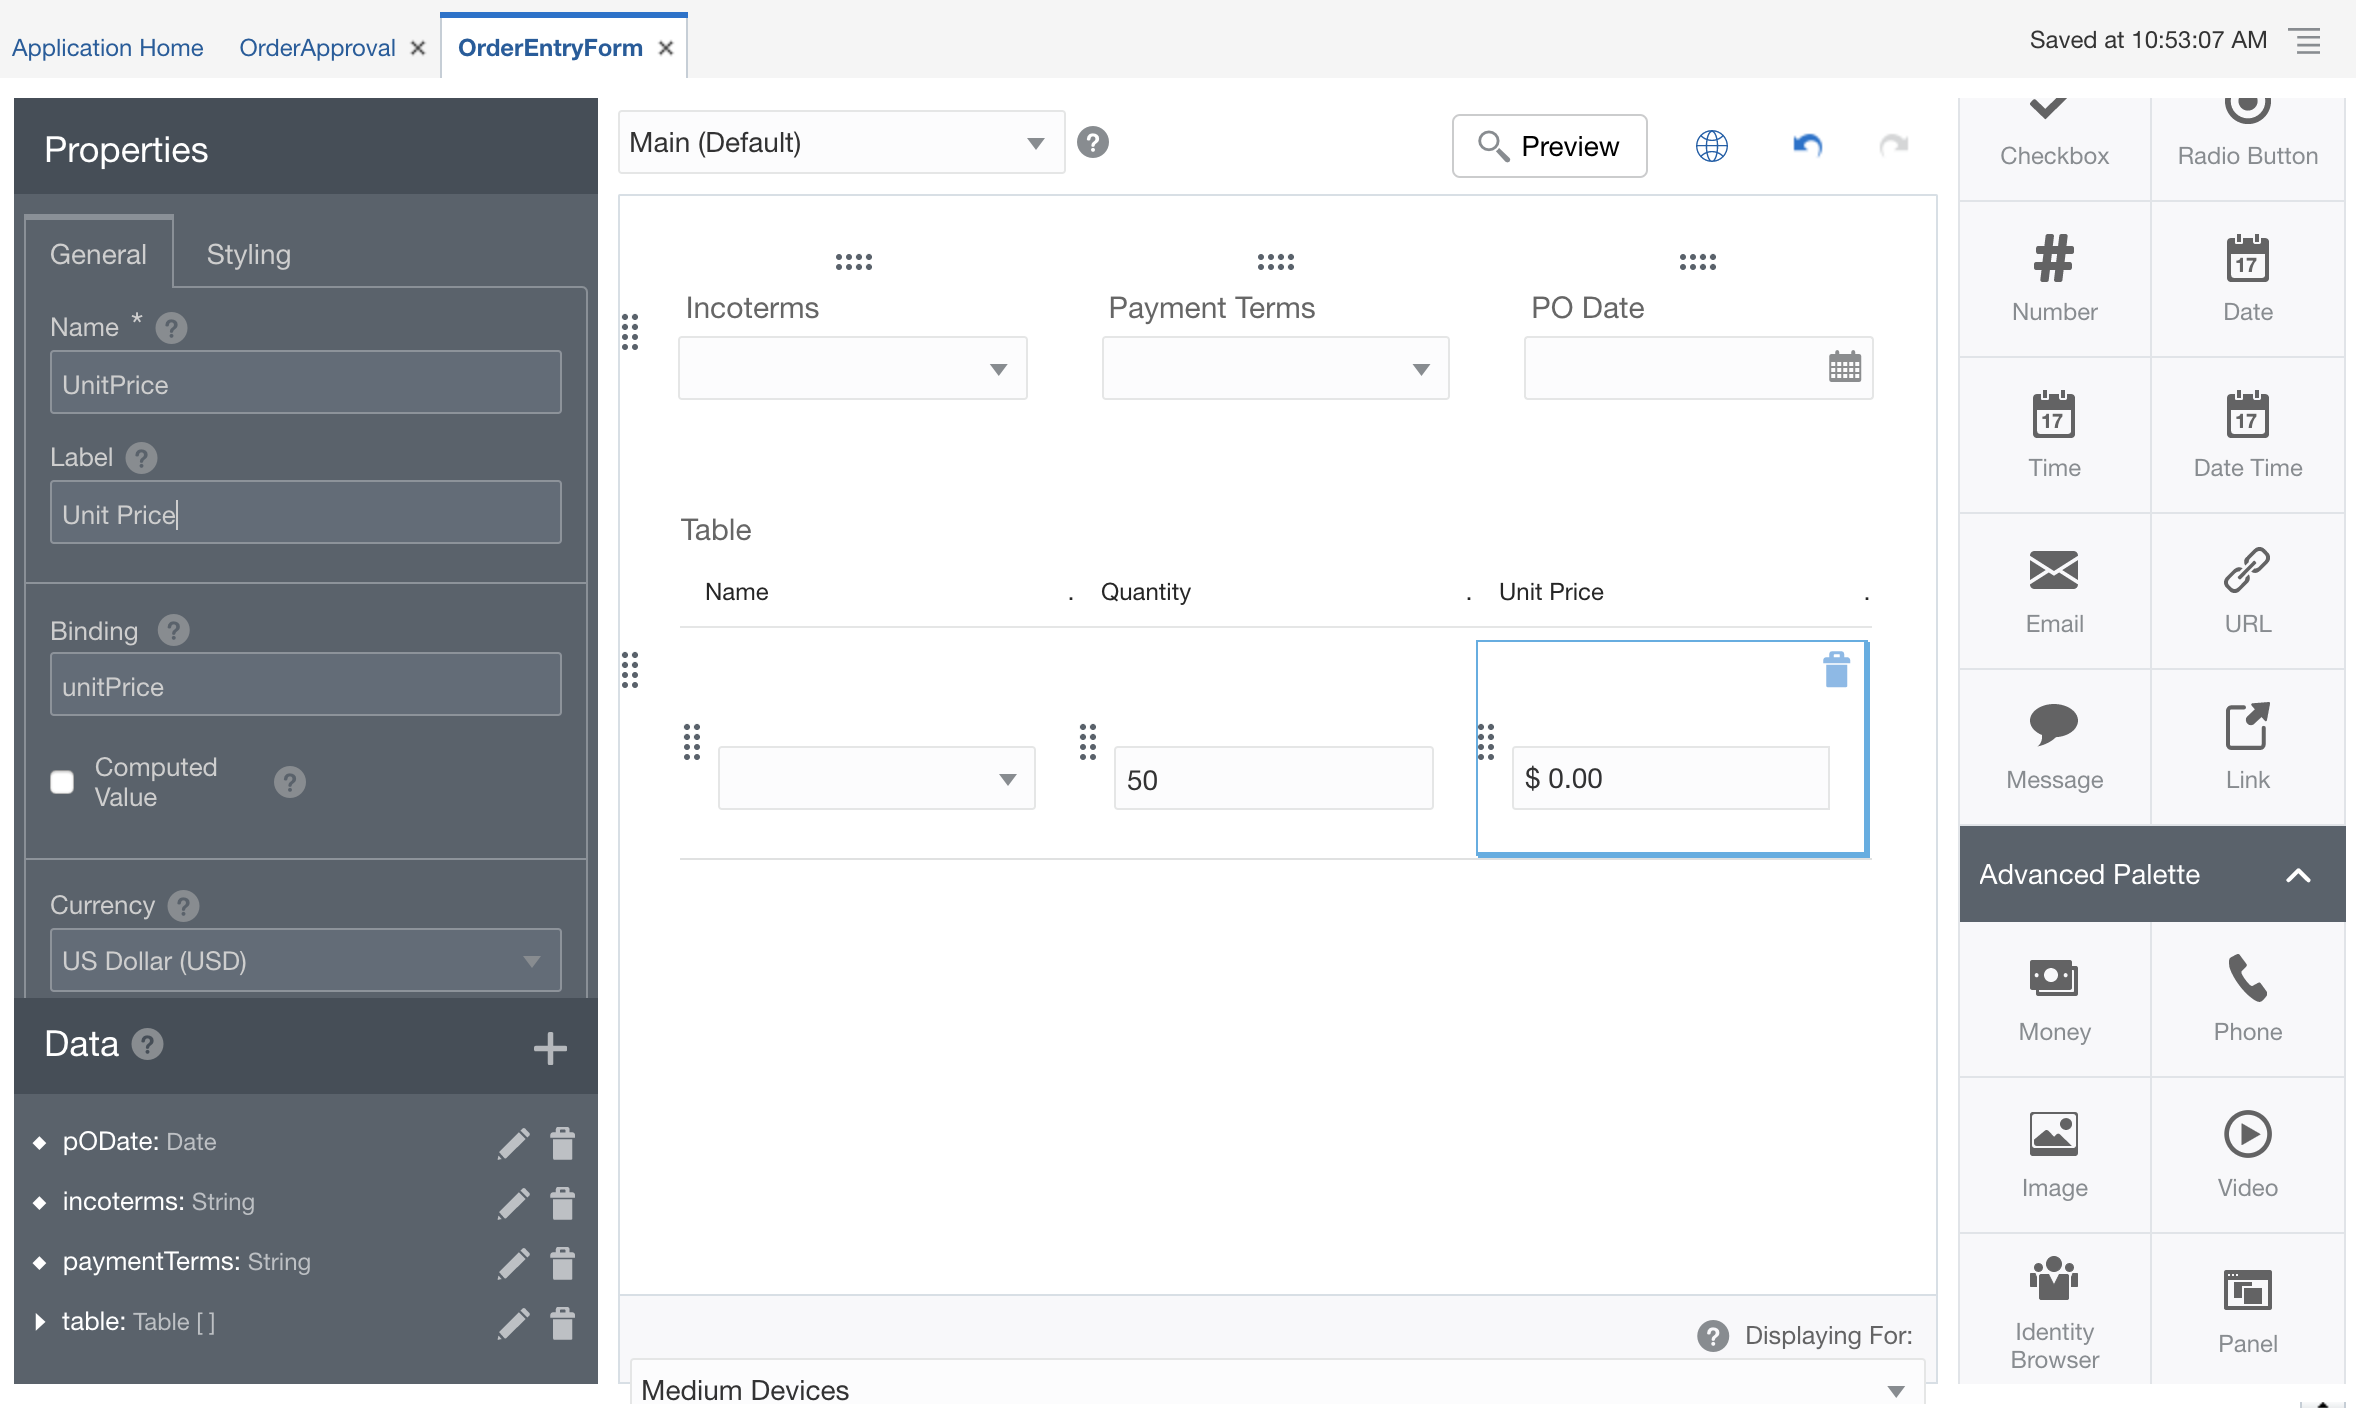 Application Home
OrderApproval
OrderEntryForm
Saved at 10:53:07 AM
Properties
General
Styling
Name *
UnitPrice
Label
Unit Price
Binding
unitPrice
Computed
Value
Currency
US Dollar (USD)
Data
pODate: Date
incoterms: String
paymentTerms: String
table: Table [ ]
Main (Default)
Preview
Incoterms
Payment Terms
PO Date
Table
Name .
Quantity .
Unit Price .
50
$ 0.00
Displaying For:
Medium Devices
Checkbox
Radio Button
Number
17
Date
17
Time
17
Date Time
Email
URL
Message
Link
Advanced Palette
Money
Phone
Image
Video
Identity
Browser
Panel